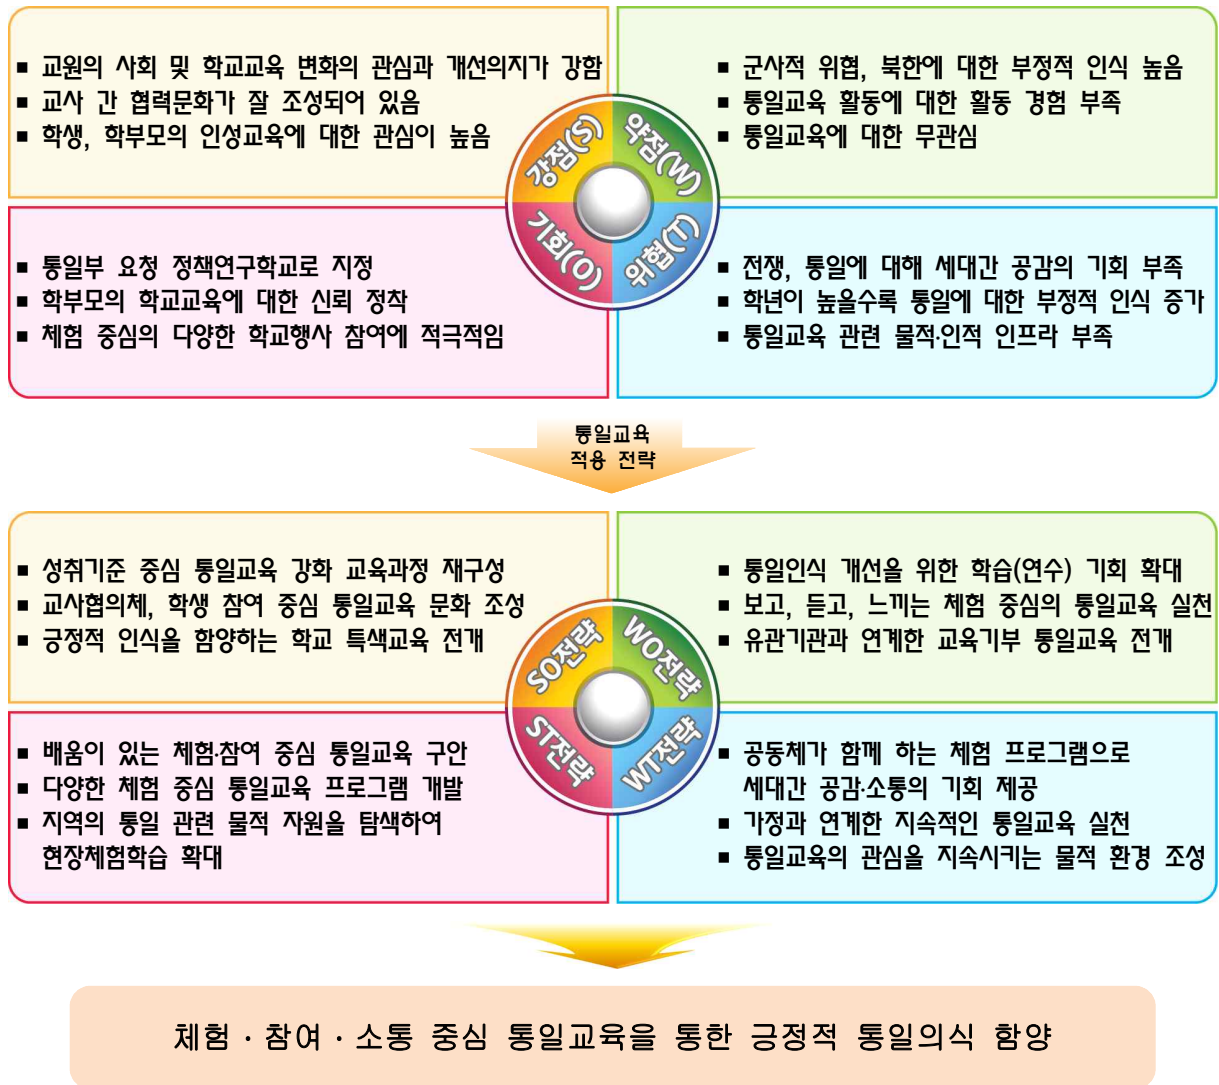 ■ 교원의 사회 및 학교교육 변화의 관심과 개선의지가 강함
■ 교사 간 협력문화가 잘 조성되어 있음
■ 학생, 학부모의 인성교육에 대한 관심이 높음
■ 군사적 위협, 북한에 대한 부정적 인식 높음
■ 통일교육 활동에 대한 활동 경험 부족
■ 통일교육에 대한 무관심
강점(S)
약점(W)
기회(O)
위협(T)
■ 통일부 요청 정책연구학교로 지정
■ 학부모의 학교교육에 대한 신뢰 정착
■ 체험 중심의 다양한 학교행사 참여에 적극적임
■ 전쟁, 통일에 대해 세대간 공감의 기회 부족
■ 학년이 높을수록 통일에 대한 부정적 인식 증가
■ 통일교육 관련 물적·인적 인프라 부족
통일교육
적용 전략
■ 성취기준 중심 통일교육 강화 교육과정 재구성
■ 교사협의체, 학생 참여 중심 통일교육 문화 조성
■ 긍정적 인식을 함양하는 학교 특색교육 전개
■ 통일인식 개선을 위한 학습(연수) 기회 확대
■ 보고, 듣고, 느끼는 체험 중심의 통일교육 실천
■ 유관기관과 연계한 교육기부 통일교육 전개
SO전략
WO전략
ST전략
WT전략
■ 배움이 있는 체험·참여 중심 통일교육 구안
■ 다양한 체험 중심 통일교육 프로그램 개발
■ 지역의 통일 관련 물적 자원을 탐색하여
현장체험학습 확대
■ 공동체가 함께 하는 체험 프로그램으로
세대간 공감·소통의 기회 제공
■ 가정과 연계한 지속적인 통일교육 실천
■ 통일교육의 관심을 지속시키는 물적 환경 조성
체험 · 참여 · 소통 중심 통일교육을 통한 긍정적 통일의식 함양